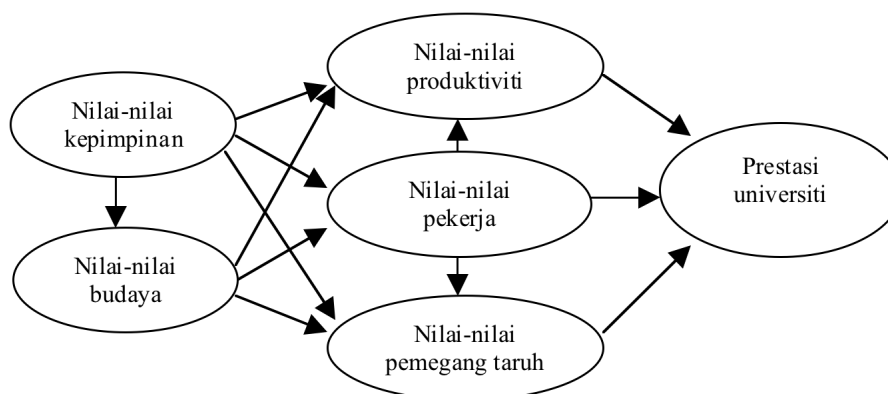 Nilai-nilai
kepimpinan
Nilai-nilai
budaya
Nilai-nilai
produktiviti
Nilai-nilai
pekerja
Nilai-nilai
pemegang taruh
Prestasi
universiti